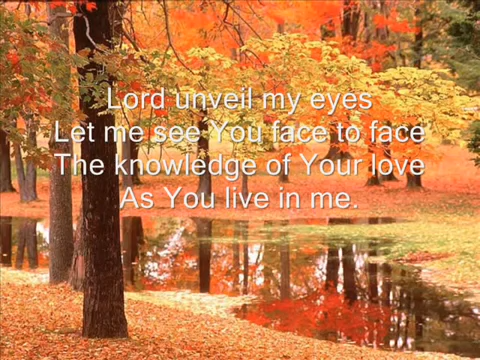 Lord unveil my eyes
Let me see You face to face
The knowledge of Your love
As You live in me.